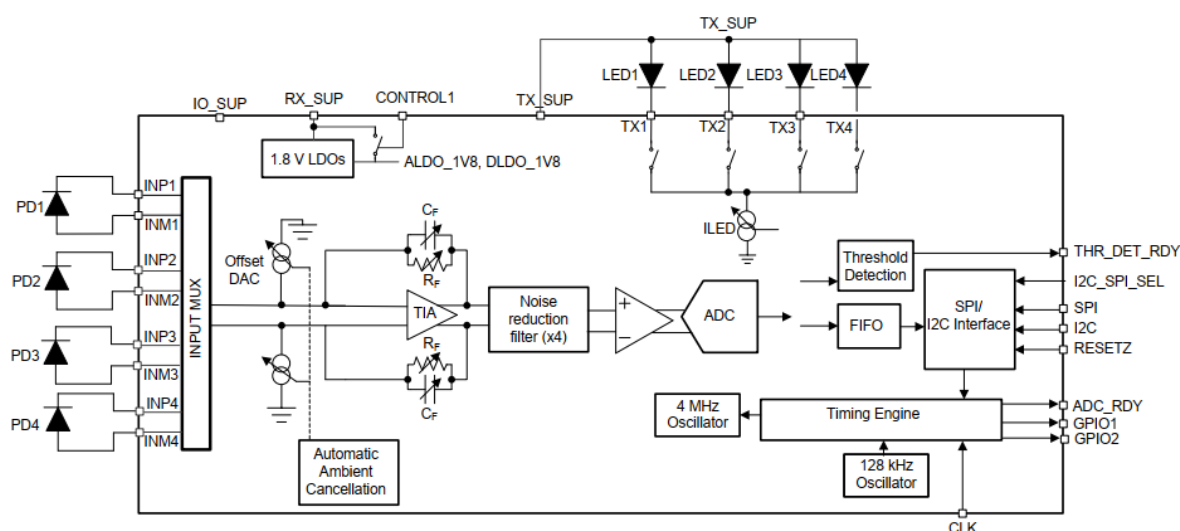 TX_SUP
LED1
LED2
LED3
LED4
IO_SUP
RX_SUP
CONTROL1
TX_SUP
TX1
TX2
TX3
TX4
1.8 V LDOs
ALDO_1V8, DLDO_1V8
PD1
INP1
INM1
PD2
INP2
INM2
PD3
INP3
INM3
PD4
INP4
INM4
INPUT MUX
Offset
DAC
CF
RF
TIA
RF
CF
Automatic
Ambient
Cancellation
Noise
reduction
filter (x4)
+
−
ADC
ILED
Threshold
Detection
FIFO
SPI/
I2C Interface
THR_DET_RDY
I2C_SPI_SEL
SPI
I2C
RESETZ
4 MHz
Oscillator
Timing Engine
128 kHz
Oscillator
ADC_RDY
GPIO1
GPIO2
CLK